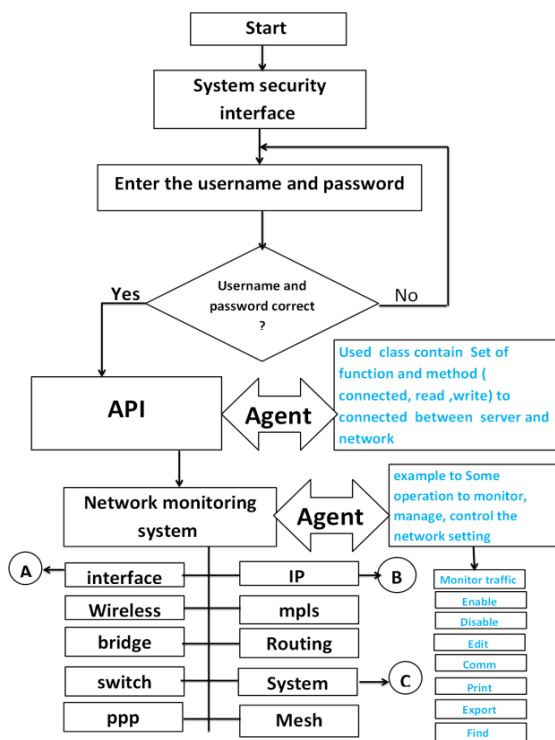 Start
System security
interface
Enter the username and password
Username and
password correct
?
Yes
No
API
Agent
Used class contain Set of
function and method (
connected, read ,write) to
connected between server and
network
Network monitoring
system
Agent
example to Some
operation to monitor,
manage, control the
network setting
A
interface
IP
B
Wireless
mpls
bridge
Routing
switch
System
C
ppp
Mesh
Monitor traffic
Enable
Disable
Edit
Comm
Print
Export
Find